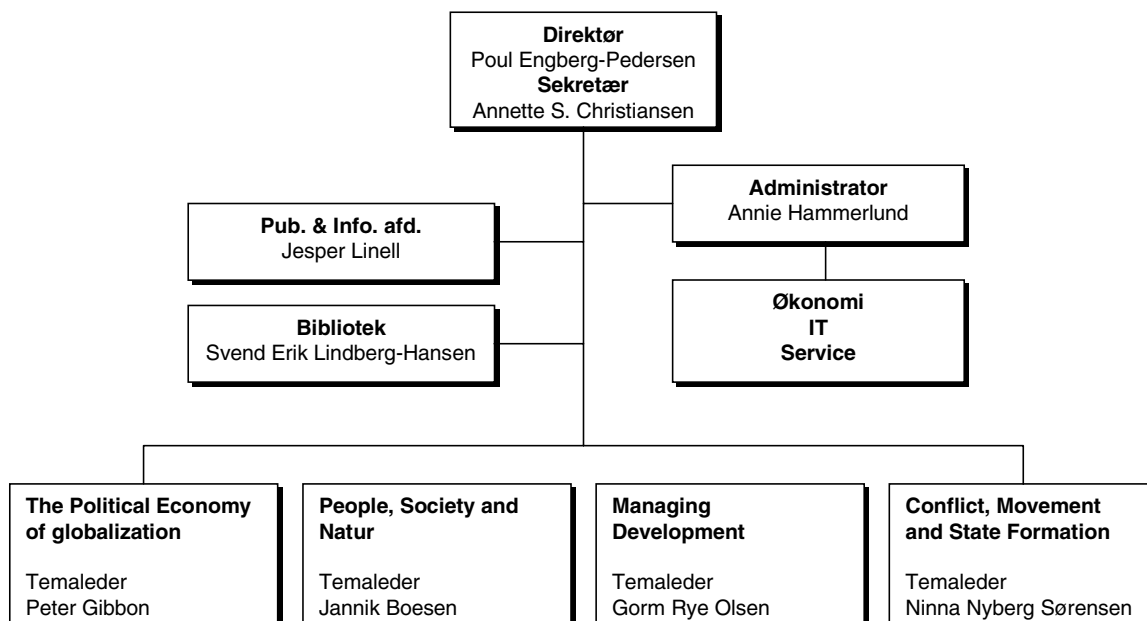 Direktør
Poul Engberg-Pedersen
Sekretær
Annette S. Christiansen
Administrator
Annie Hammerlund
Pub. & Info. afd.
Jesper Linell
Økonomi
IT
Service
Bibliotek
Svend Erik Lindberg-Hansen
The Political Economy
of globalization
Temaleder
Peter Gibbon
People, Society and
Natur
Temaleder
Jannik Boesen
Managing
Development
Temaleder
Gorm Rye Olsen
Conflict, Movement
and State Formation
Temaleder
Ninna Nyberg Sørensen